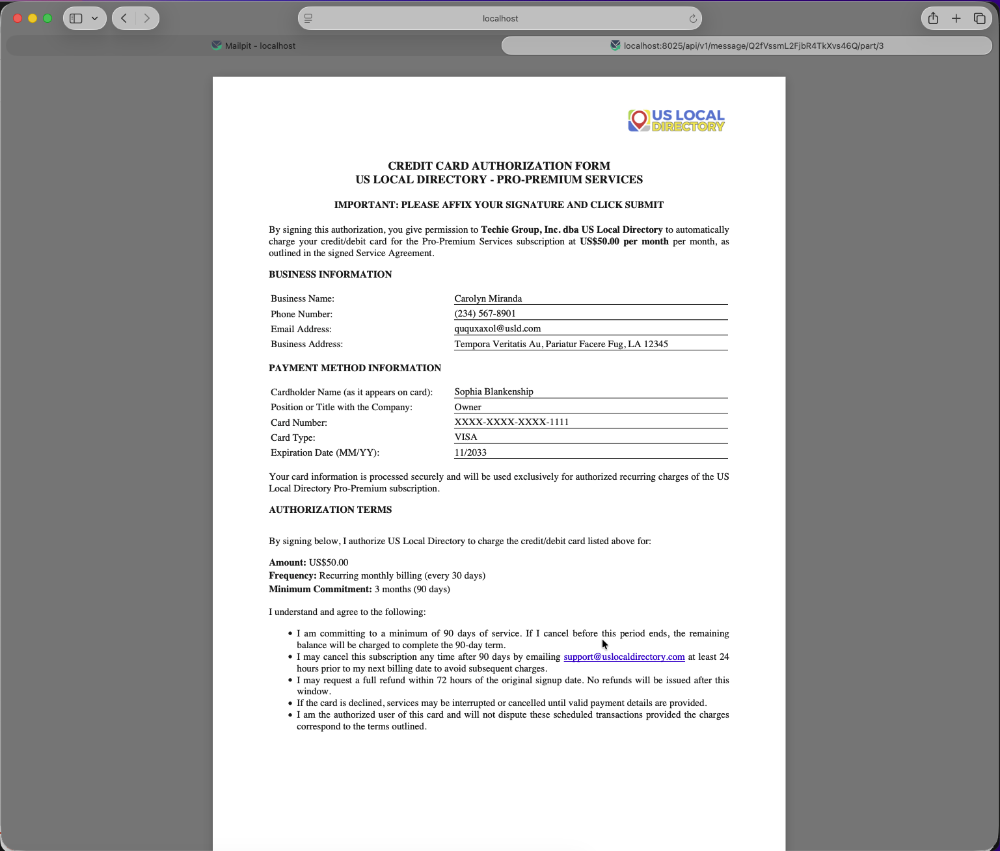 localhost
Mailpit - localhost
localhost:8025/api/v1/message/Q2fVssmL2FjbR4TkXvs46Q/part/3
US LOCAL
DIRECTORY
CREDIT CARD AUTHORIZATION FORM
US LOCAL DIRECTORY - PRO-PREMIUM SERVICES
IMPORTANT: PLEASE AFFIX YOUR SIGNATURE AND CLICK SUBMIT
By signing this authorization, you give permission to Techie Group, Inc. dba US Local Directory to automatically
charge your credit/debit card for the Pro-Premium Services subscription at US$50.00 per month per month, as
outlined in the signed Service Agreement.
BUSINESS INFORMATION
Business Name: Carolyn Miranda
Phone Number: (234) 567-8901
Email Address: ququxaxol@usld.com
Business Address: Tempora Veritatis Au, Pariatur Facere Fug, LA 12345
PAYMENT METHOD INFORMATION
Cardholder Name (as it appears on card): Sophia Blankenship
Position or Title with the Company: Owner
Card Number: XXXX-XXXX-XXXX-1111
Card Type: VISA
Expiration Date (MM/YY): 11/2033
Your card information is processed securely and will be used exclusively for authorized recurring charges of the US
Local Directory Pro-Premium subscription.
AUTHORIZATION TERMS
By signing below, I authorize US Local Directory to charge the credit/debit card listed above for:
Amount: US$50.00
Frequency: Recurring monthly billing (every 30 days)
Minimum Commitment: 3 months (90 days)
I understand and agree to the following:
• I am committing to a minimum of 90 days of service. If I cancel before this period ends, the remaining
balance will be charged to complete the 90-day term.
• I may cancel this subscription any time after 90 days by emailing support@uslocaldirectory.com at least 24
hours prior to my next billing date to avoid subsequent charges.
• I may request a full refund within 72 hours of the original signup date. No refunds will be issued after this
window.
• If the card is declined, services may be interrupted or cancelled until valid payment details are provided.
• I am the authorized user of this card and will not dispute these scheduled transactions provided the charges
correspond to the terms outlined.